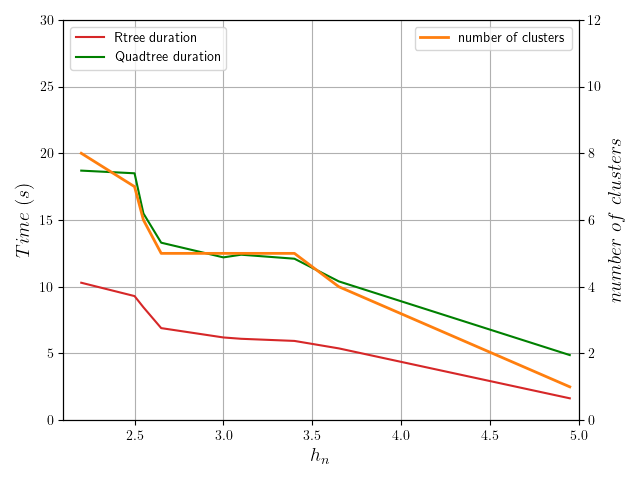 Rtree duration
Quadtree duration
number of clusters
30
25
20
15
10
5
0
12
10
8
6
4
2
0
2.5 3.0 3.5 4.0 4.5 5.0
Time (s)
number of clusters
h_n